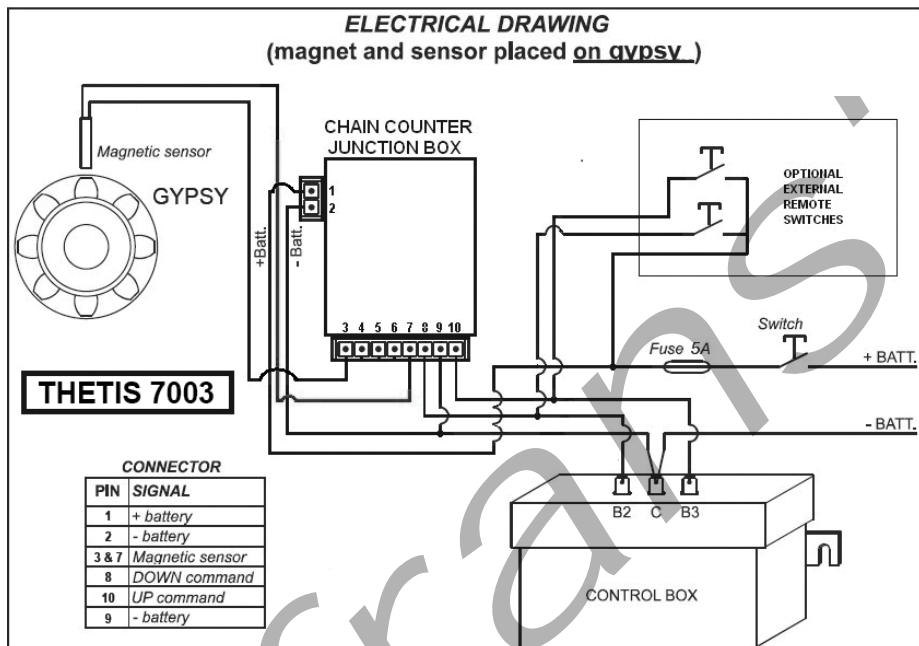 ELECTRICAL DRAWING
(magnet and sensor placed on gypsy )
Magnetic sensor
GYPSY
CHAIN COUNTER
JUNCTION BOX
1
2
+Batt.
- Batt.
3 4 5 6 7 8 9 10
OPTIONAL
EXTERNAL
REMOTE
SWITCHES
Fuse 5A
Switch
+ BATT.
- BATT.
THETIS 7003
B2 C B3
CONTROL BOX
CONNECTOR
PIN SIGNAL
1 + battery
2 - battery
3 & 7 Magnetic sensor
8 DOWN command
10 UP command
9 - battery
frans'